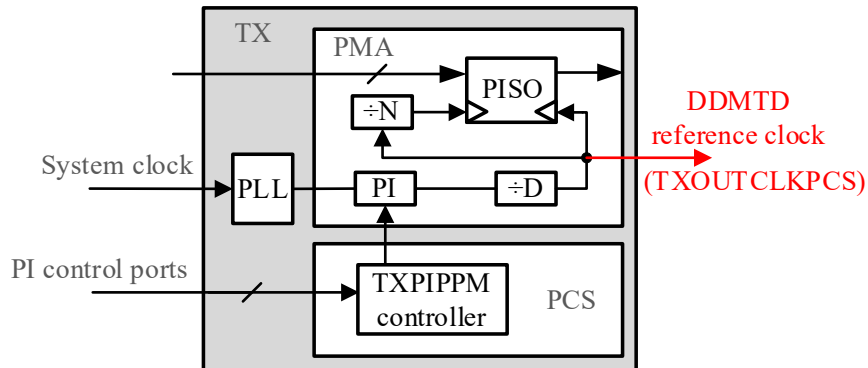 TX
PMA
PISO
÷N
DDMTD
reference clock
(TXOUTCLKPCS)
System clock
PLL
PI
÷D
PI control ports
TXPIPPM
controller
PCS